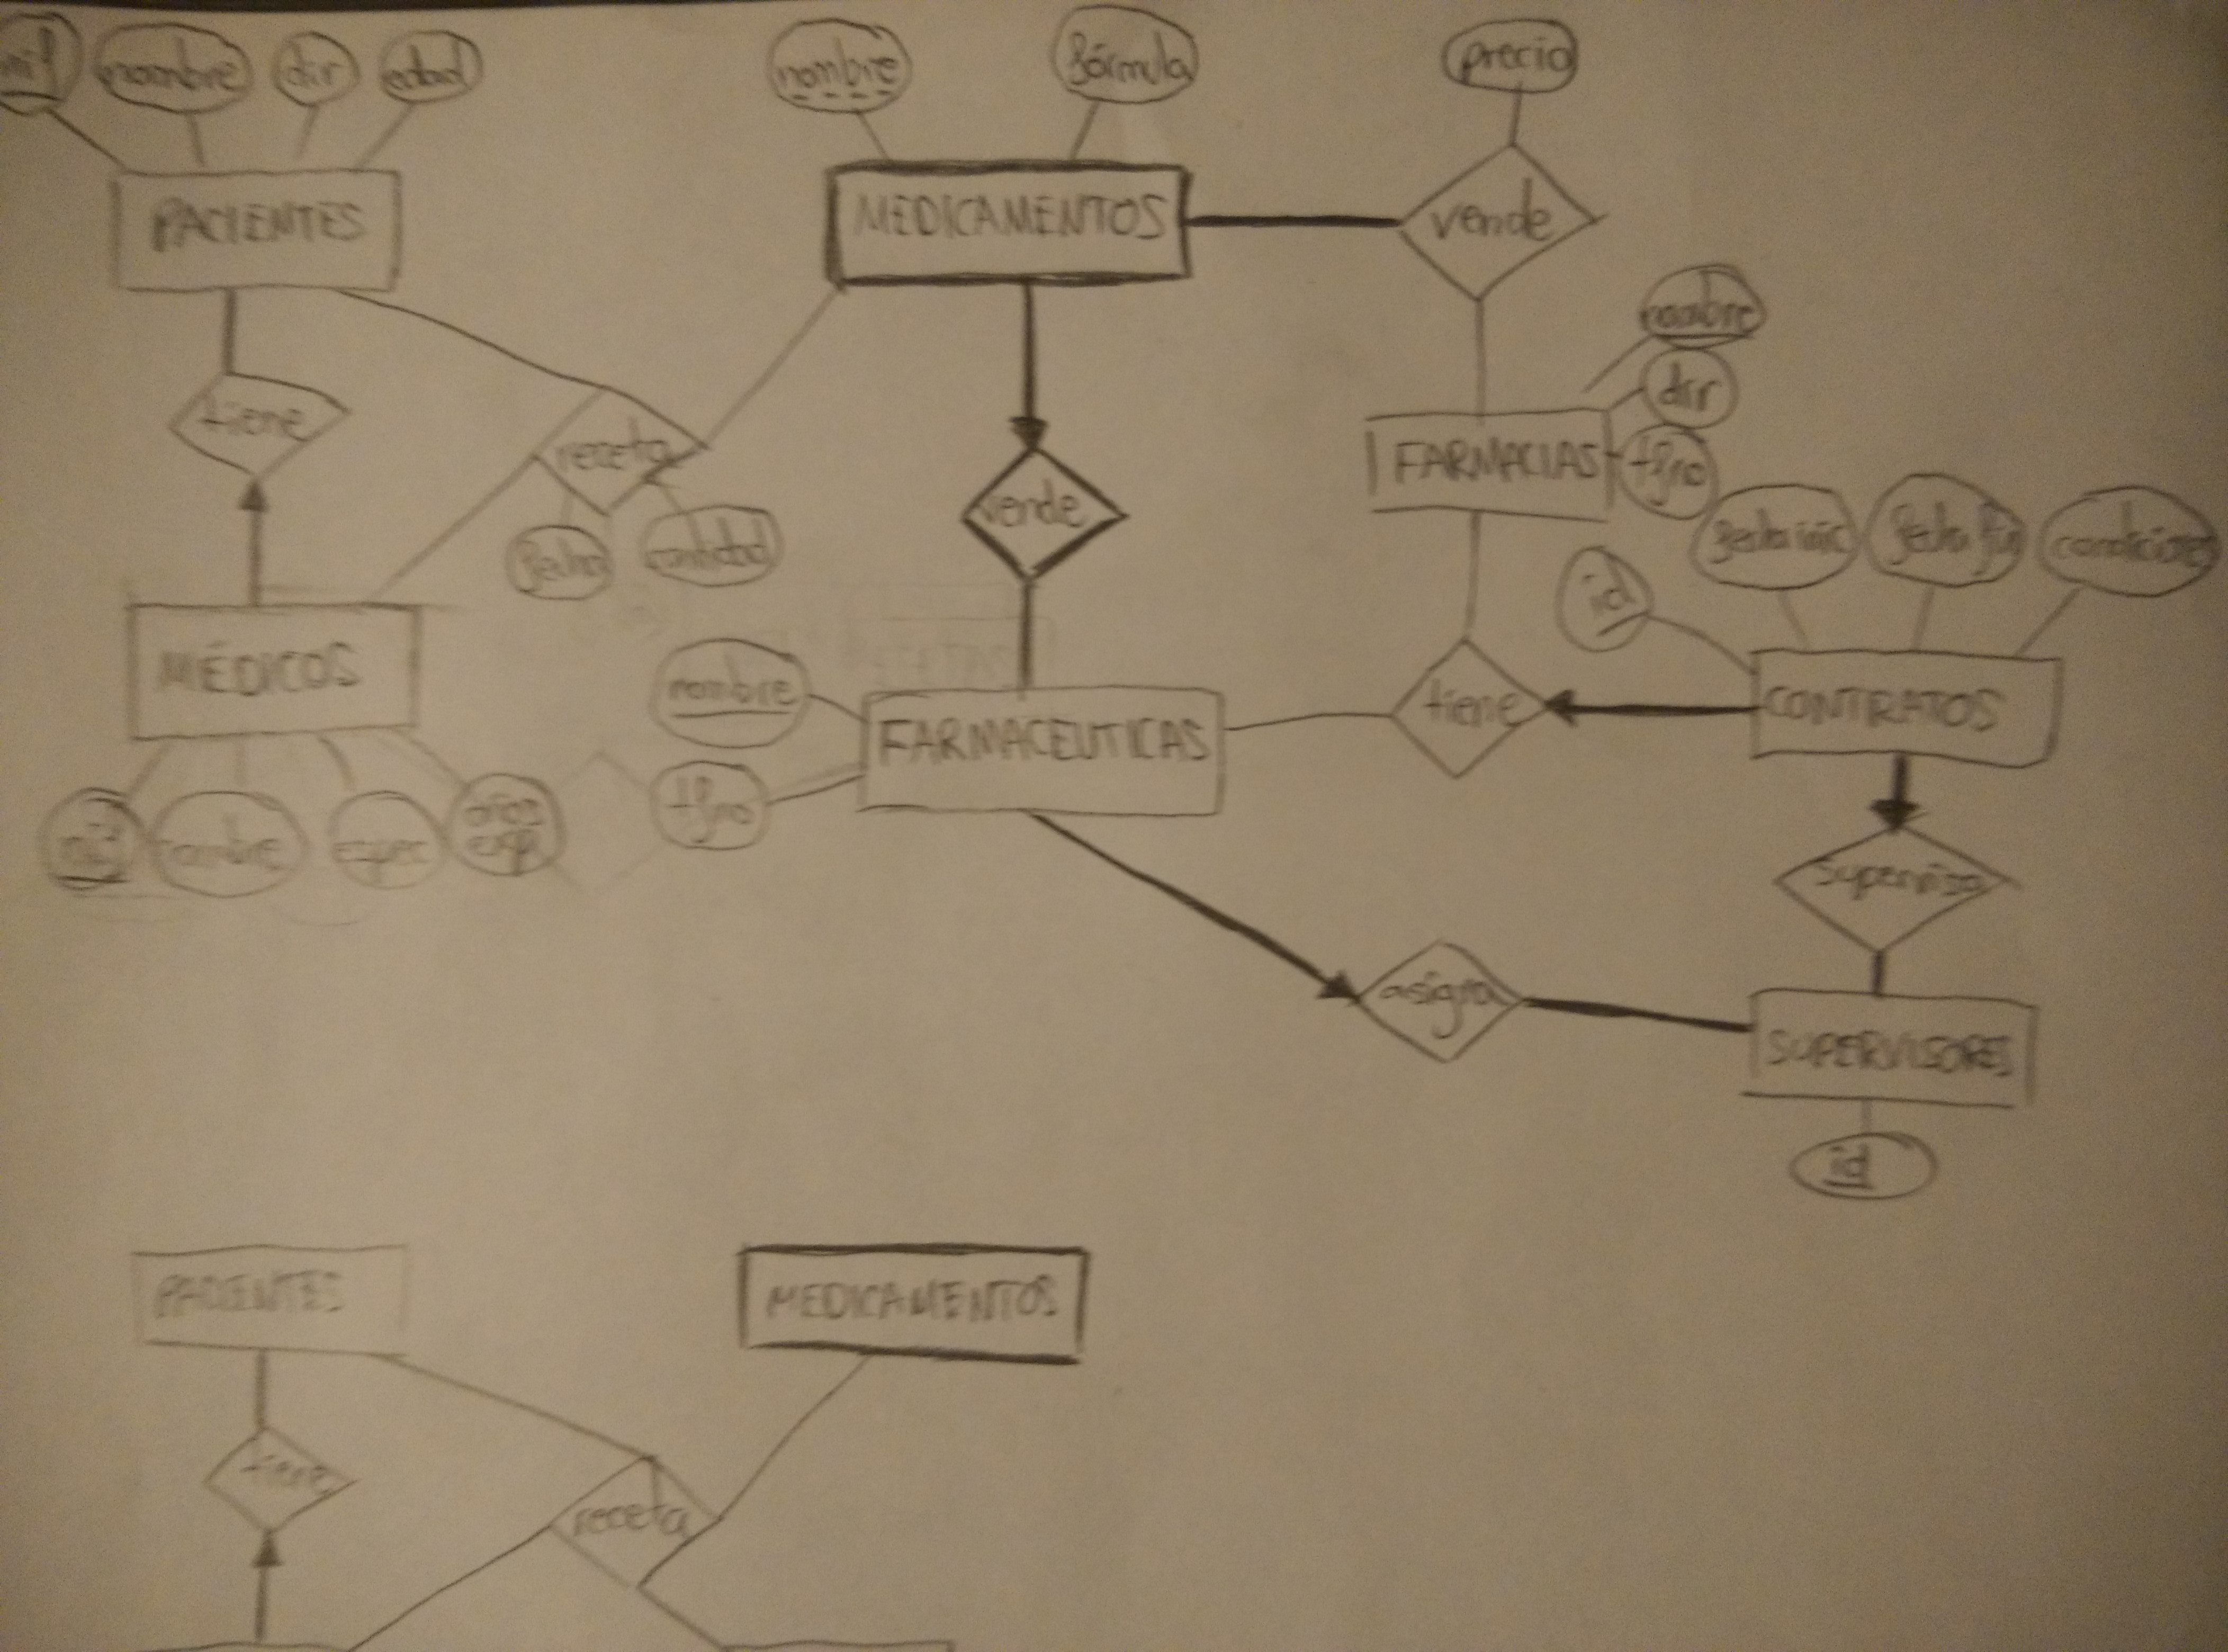 nif nombre dir edad
nombre fórmula
precio
PACIENTES
MEDICAMENTOS
vende
nombre
dir
tfno
tiene
receta
fecha cantidad
vende
FARMACIAS
fecha inic fecha fin condiciones
id
MÉDICOS
nif nombre espec años exp.
nombre
tfno
FARMACEUTICAS
tiene
CONTRATOS
supervisa
asigna
SUPERVISORES
id
PACIENTES
MEDICAMENTOS
tiene
receta